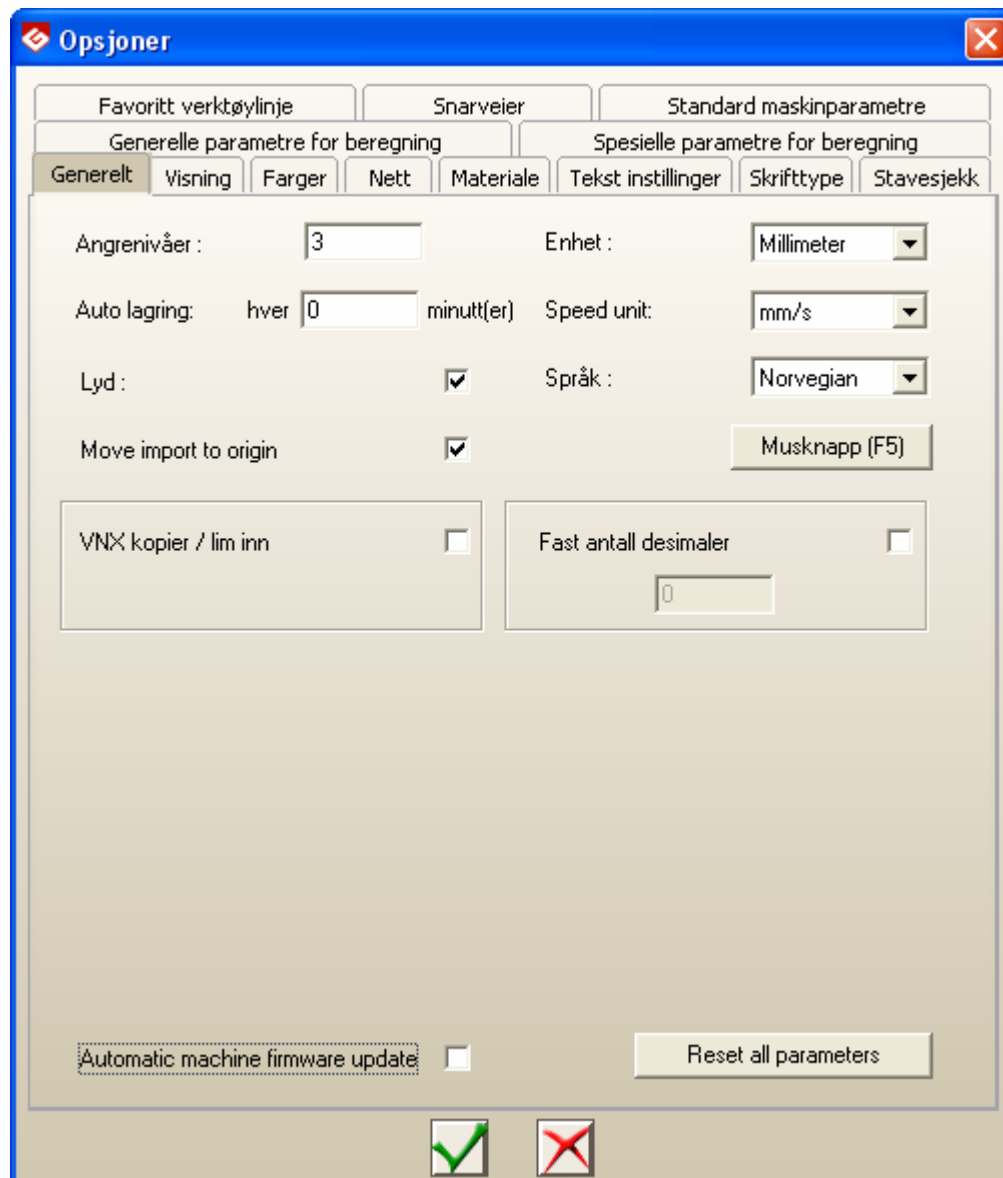 Opsjoner
Favoritt verktøylinje Snarveier Standard maskinparametre
Generelle parametre for beregning Spesielle parametre for beregning
Generelt Visning Farger Nett Materiale Tekst instillinger Skrifttype Stavesjekk
Angrenivåer : 3 Enhet : Millimeter
Auto lagring: hver 0 minutt(er) Speed unit: mm/s
Lyd : Språk : Norvegian
Move import to origin Musknapp (F5)
VNX kopier / lim inn Fast antall desimaler
0
Automatic machine firmware update Reset all parameters